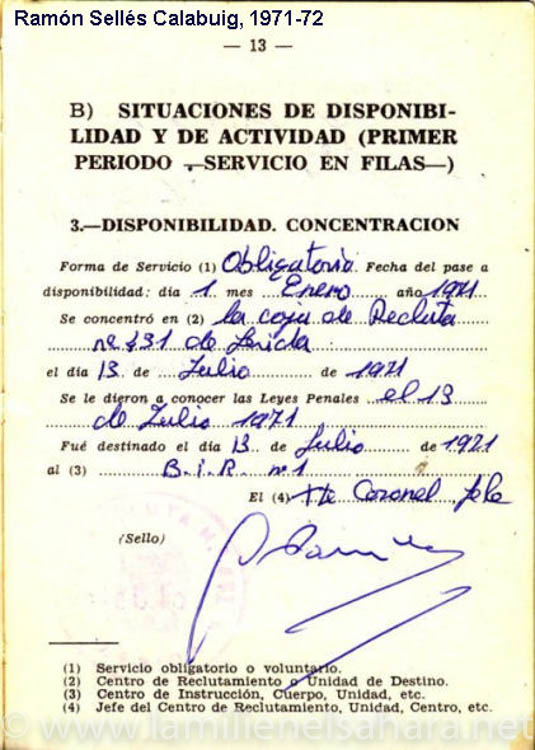 Ramón Sellés Calabuig, 1971-72
— 13 —
B) SITUACIONES DE DISPONIBI-
LIDAD Y DE ACTIVIDAD (PRIMER
PERIODO —SERVICIO EN FILAS—)
3.—DISPONIBILIDAD. CONCENTRACION
Forma de Servicio (1) Obligatoria. Fecha del pase a
disponibilidad: día 1 mes Enero año 1971
Se concentró en (2) la caja de Recluta
nº 431 de Lerida
el día 13 de Julio de 1971
Se le dieron a conocer las Leyes Penales el 13
de Julio 1971
Fué destinado el día 13 de Julio de 1971
al (3) B.I.R. nº 1
El (4) tte Coronel Jefe
(Sello)
(1) Servicio obligatorio o voluntario.
(2) Centro de Reclutamiento o Unidad de Destino.
(3) Centro de Instrucción, Cuerpo, Unidad, etc.
(4) Jefe del Centro de Reclutamiento, Unidad, Centro, etc.
© www.lamilienelsahara.net